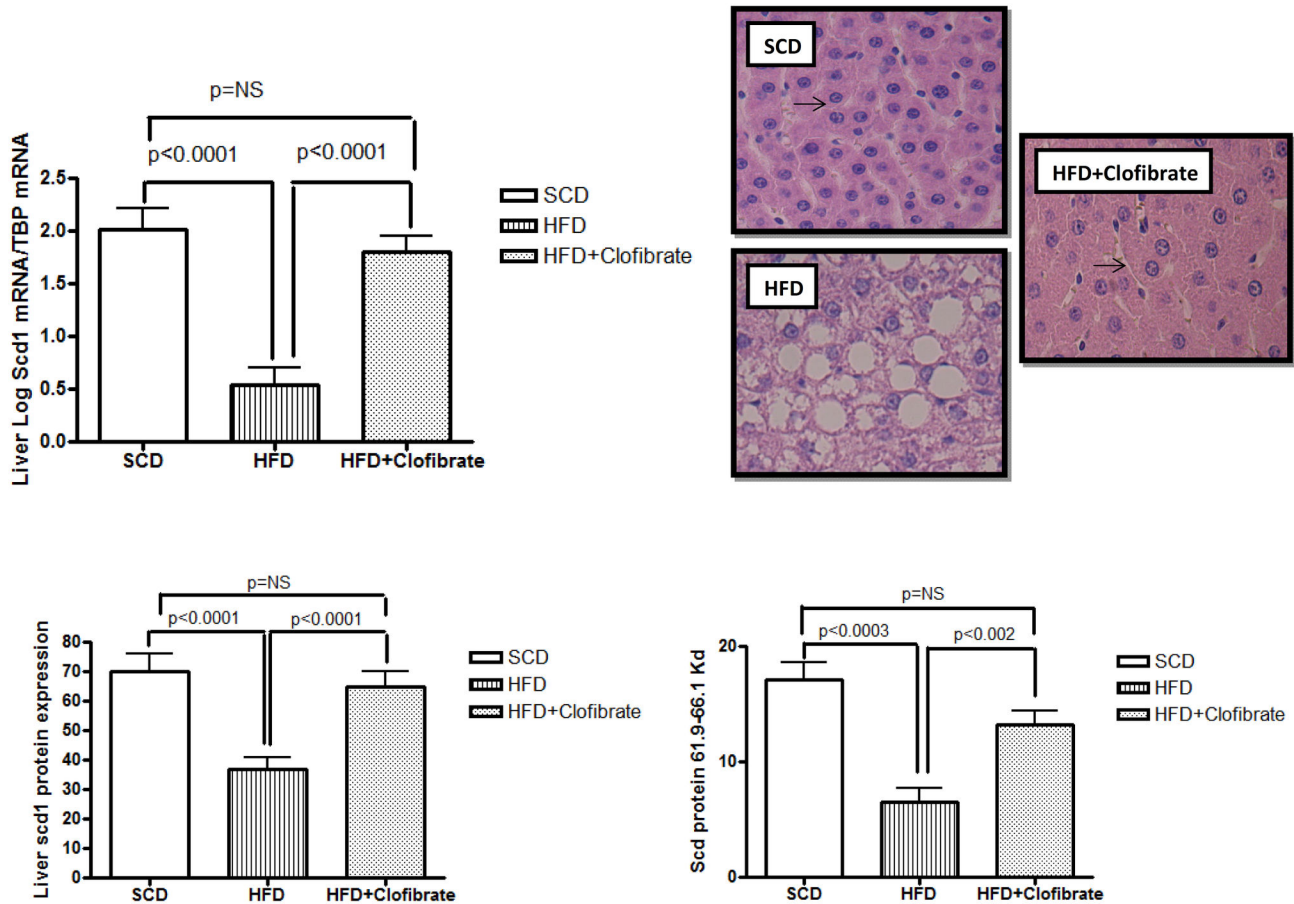 p=NS
p<0.0001
p<0.0001
Liver Log Scd1 mRNA/TBP mRNA
2.5
2.0
1.5
1.0
0.5
0.0
SCD
HFD
HFD+Clofibrate
SCD
HFD
HFD+Clofibrate
SCD
HFD+Clofibrate
HFD
p=NS
p<0.0001
p<0.0001
Liver scd1 protein expression
80
70
60
50
40
30
20
10
0
SCD
HFD
HFD+Clofibrate
SCD
HFD
HFD+Clofibrate
p=NS
p<0.0003
p<0.002
Scd protein 61.9-66.1 Kd
20
10
0
SCD
HFD
HFD+Clofibrate
SCD
HFD
HFD+Clofibrate